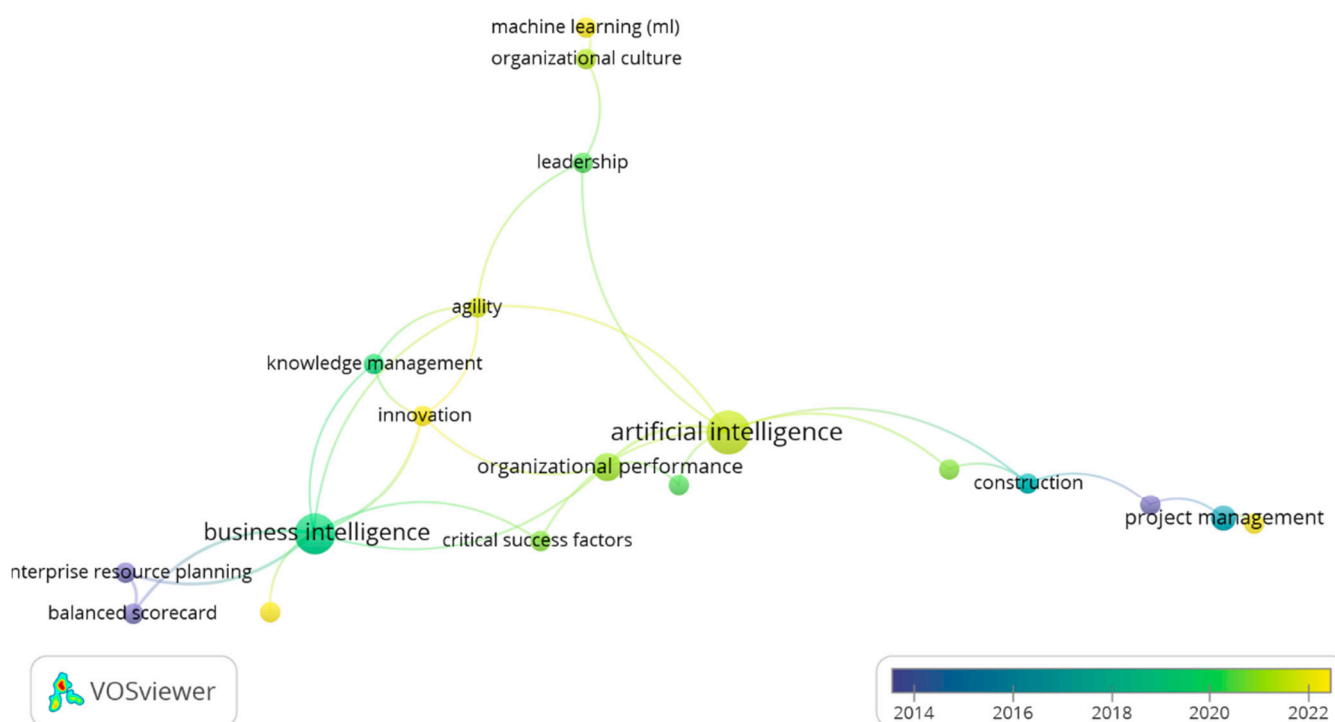 machine learning (ml)
organizational culture
leadership
agility
knowledge management
innovation
artificial intelligence
organizational performance
construction
project management
business intelligence
critical success factors
nterprise resource planning
balanced scorecard
VOSviewer
2014 2016 2018 2020 2022